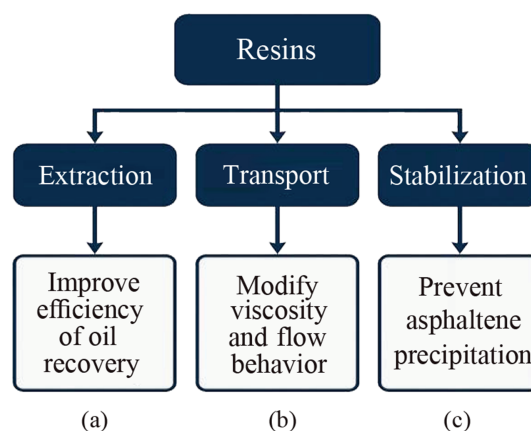 Resins
Extraction
Transport
Stabilization
Improve
efficiency
of oil
recovery
Modify
viscosity
and flow
behavior
Prevent
asphaltene
precipitation
(a)
(b)
(c)